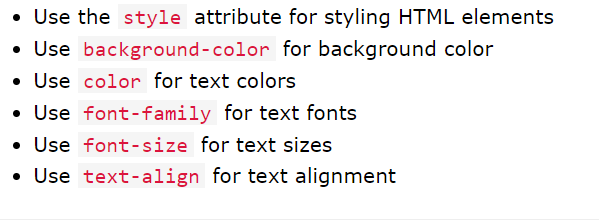 • Use the style attribute for styling HTML elements
• Use background-color for background color
• Use color for text colors
• Use font-family for text fonts
• Use font-size for text sizes
• Use text-align for text alignment